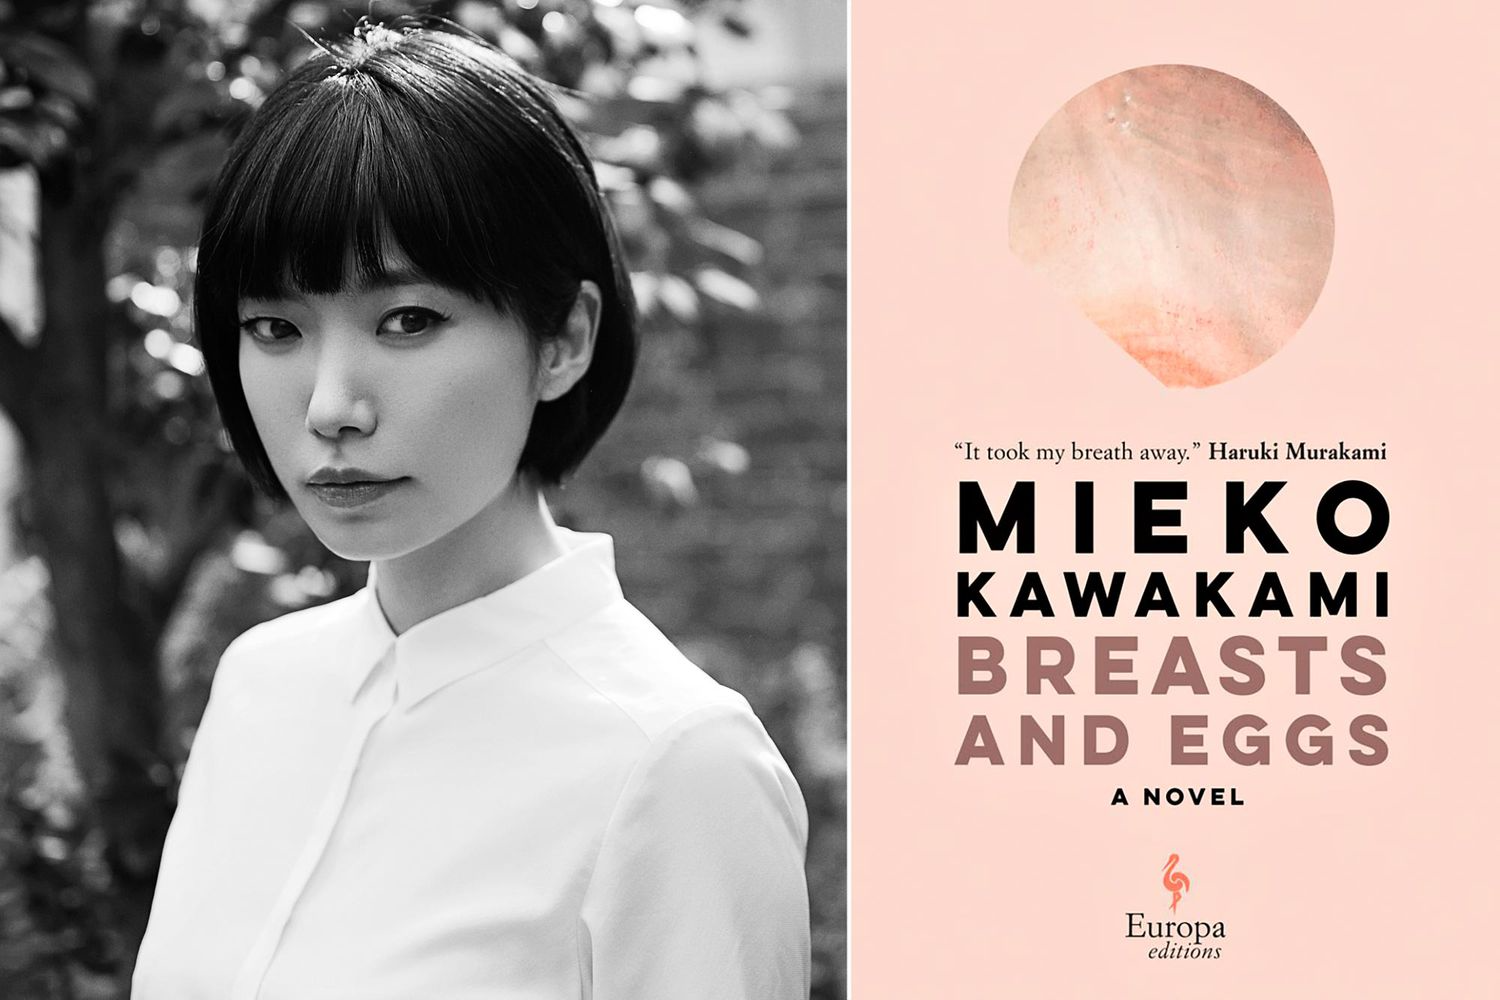 “It took my breath away.” Haruki Murakami
MIEKO
KAWAKAMI
BREASTS
AND EGGS
A NOVEL
Europa
editions